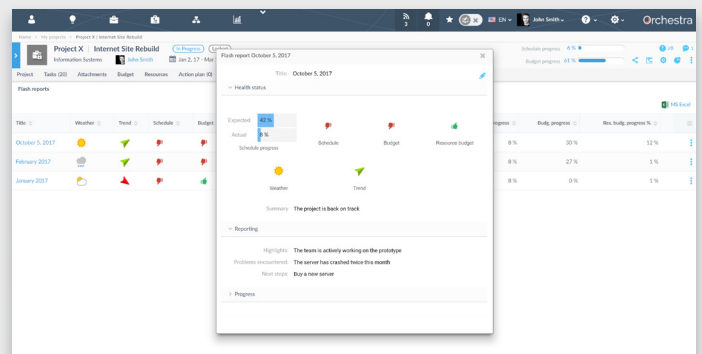 3
0
EN
John Smith
Orchestra
Home > My projects > Project X | Internet Site Rebuild
Project X | Internet Site Rebuild
(In Progress)
Information Systems
John Smith
Jan 2, 17 - Mar
Schedule progress 6 %
Budget progress 61 %
Project
Tasks (20)
Attachments
Budget
Resources
Action plan (0)
Flash reports
MS Excel
Title
Weather
Trend
Schedule
Budget
Budg. progress %
Res. budg. progress %
October 5, 2017
8 %
30 %
12 %
February 2017
8 %
27 %
1 %
January 2017
8 %
0 %
1 %
Flash report October 5, 2017
Title October 5, 2017
Health status
Expected 42 %
Actual 8 %
Schedule progress
Schedule
Budget
Resource budget
Weather
Trend
Summary The project is back on track
Reporting
Highlights The team is actively working on the prototype
Problems encountered The server has crashed twice this month
Next steps Buy a new server
Progress